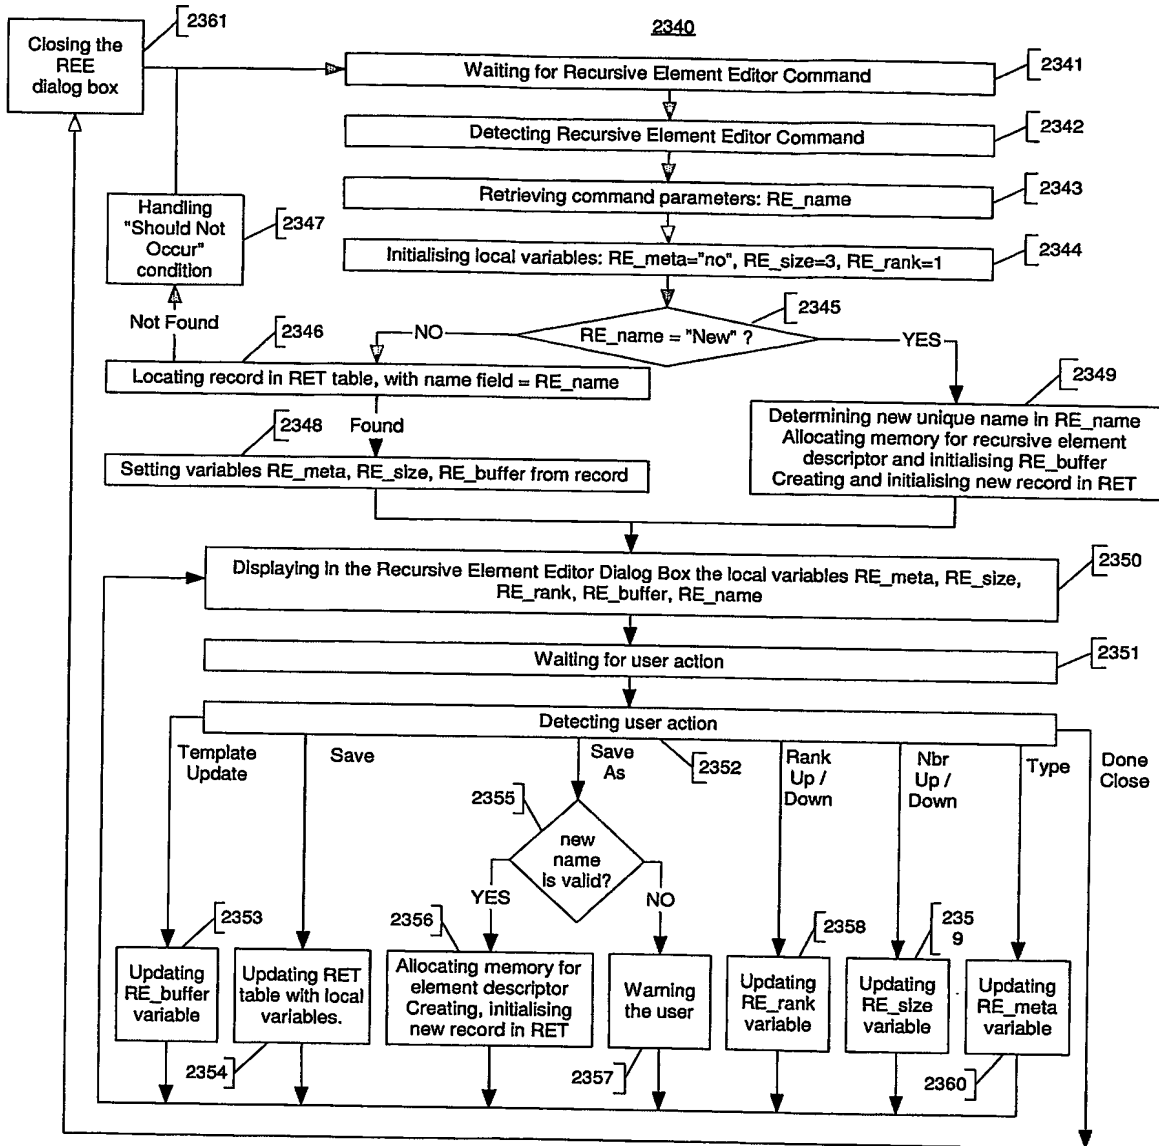 2340
2361
Closing the
REE
dialog box
Waiting for Recursive Element Editor Command
2341
Detecting Recursive Element Editor Command
2342
Retrieving command parameters: RE_name
2343
Initialising local variables: RE_meta="no", RE_size=3, RE_rank=1
2344
Handling
"Should Not
Occur"
condition
2347
Not Found
2345
RE_name = "New" ?
NO
YES
2346
Locating record in RET table, with name field = RE_name
2349
Determining new unique name in RE_name
Allocating memory for recursive element
descriptor and initialising RE_buffer
Creating and initialising new record in RET
2348
Found
Setting variables RE_meta, RE_size, RE_buffer from record
Displaying in the Recursive Element Editor Dialog Box the local variables RE_meta, RE_size,
RE_rank, RE_buffer, RE_name
2350
Waiting for user action
2351
Detecting user action
2352
Template
Update
Save
Save
As
Rank
Up /
Down
Nbr
Up /
Down
Type
Done
Close
2355
new
name
is valid?
YES
NO
2353
Updating
RE_buffer
variable
Updating RET
table with local
variables.
2354
2356
Allocating memory for
element descriptor
Creating, initialising
new record in RET
Warning
the user
2357
2358
Updating
RE_rank
variable
235
9
Updating
RE_size
variable
Updating
RE_meta
variable
2360